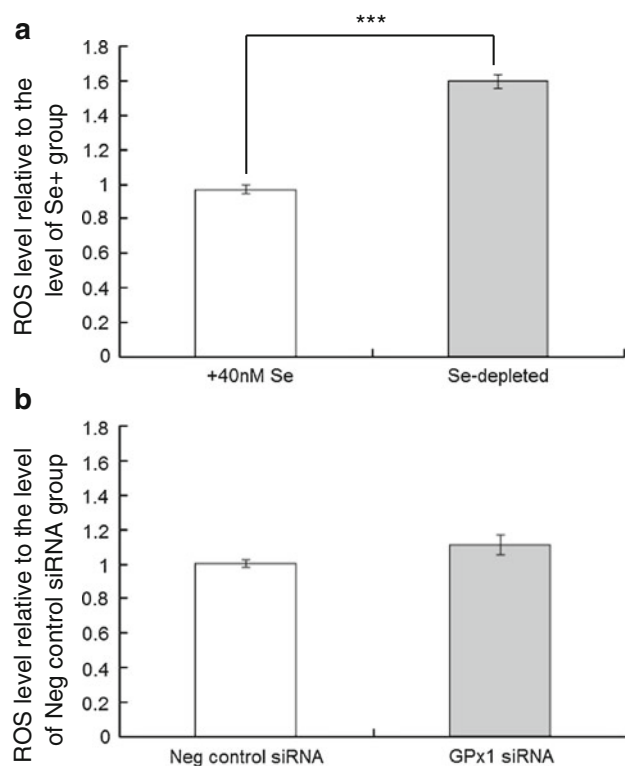 a
***
ROS level relative to the
level of Se+ group
1.8
1.6
1.4
1.2
1
0.8
0.6
0.4
0.2
0
+40nM Se
Se-depleted
b
ROS level relative to the level
of Neg control siRNA group
1.8
1.6
1.4
1.2
1
0.8
0.6
0.4
0.2
0
Neg control siRNA
GPx1 siRNA